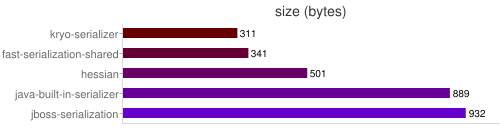 size (bytes)
kryo-serializer 311
fast-serialization-shared 341
hessian 501
java-built-in-serializer 889
jboss-serialization 932